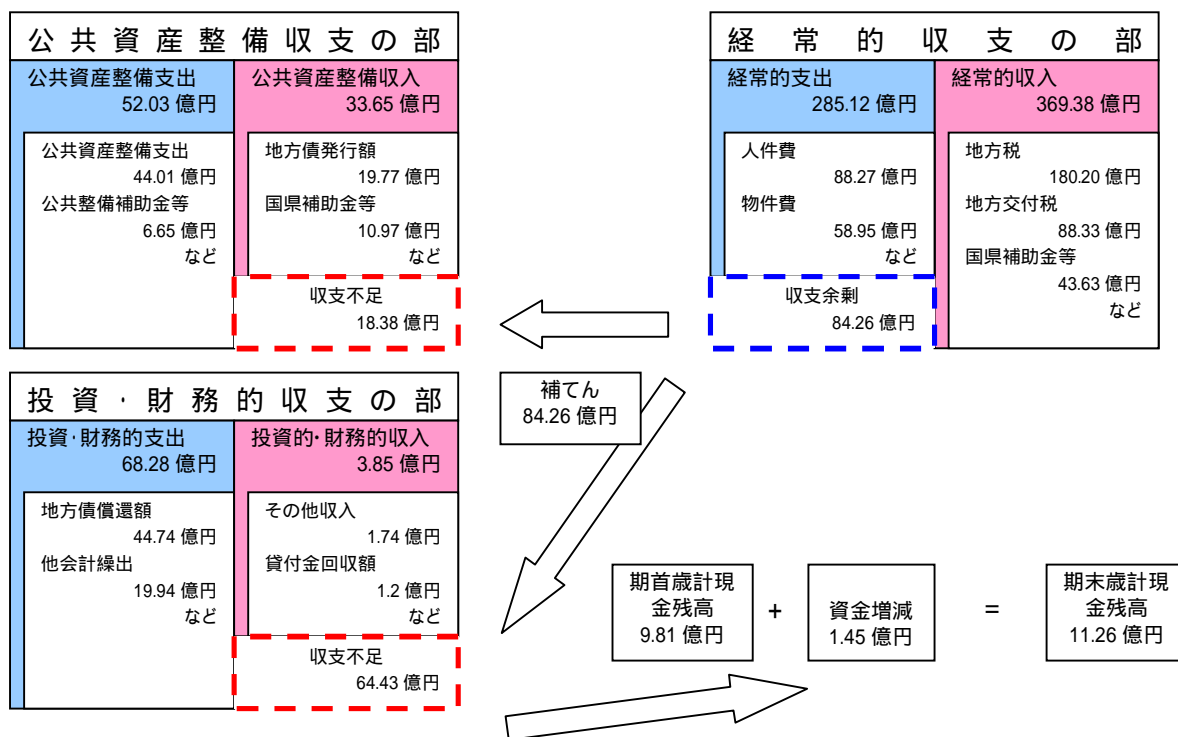 公共資産整備収支の部
公共資産整備支出
52.03 億円
公共資産整備収入
33.65 億円
公共資産整備支出
44.01 億円
公共整備補助金等
6.65 億円
など
地方債発行額
19.77 億円
国県補助金等
10.97 億円
など
収支不足
18.38 億円
経常的収支の部
経常的支出
285.12 億円
経常的収入
369.38 億円
人件費
88.27 億円
物件費
58.95 億円
など
収支余剰
84.26 億円
地方税
180.20 億円
地方交付税
88.33 億円
国県補助金等
43.63 億円
など
補てん
84.26 億円
投資・財務的収支の部
投資・財務的支出
68.28 億円
投資的・財務的収入
3.85 億円
地方債償還額
44.74 億円
他会計繰出
19.94 億円
など
その他収入
1.74 億円
貸付金回収額
1.2 億円
など
収支不足
64.43 億円
期首歳計現
金残高
9.81 億円
+
資金増減
1.45 億円
=
期末歳計現
金残高
11.26 億円